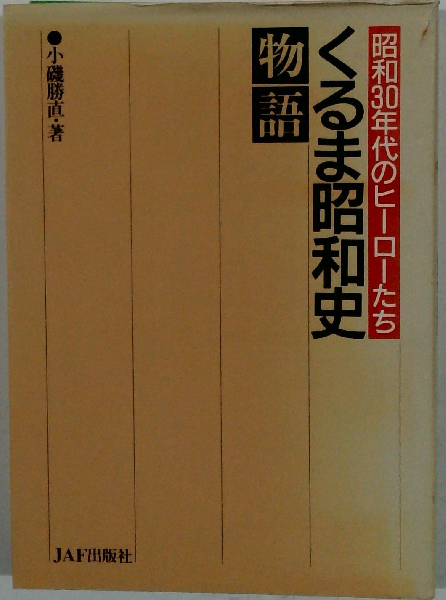 昭和30年代のヒーローたち
くるま昭和史
物語
●小磯勝直・著
JAF出版社